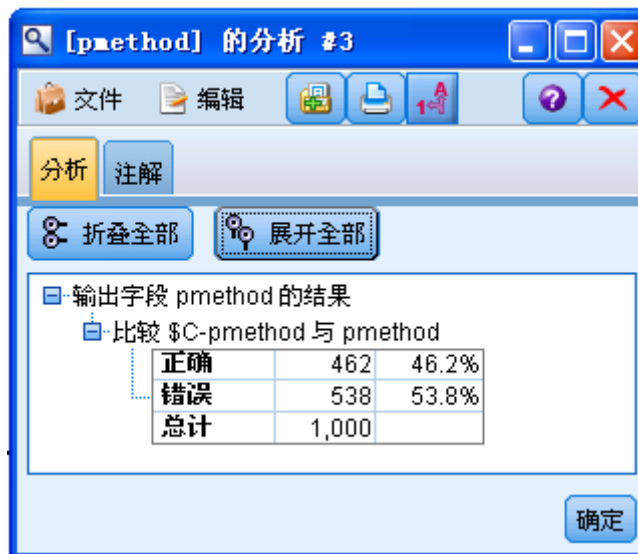 [pmethod] 的分析 #3
文件 编辑
分析 注解
折叠全部 展开全部
输出字段 pmethod 的结果
比较 $C-pmethod 与 pmethod
正确 462 46.2%
错误 538 53.8%
总计 1,000
确定